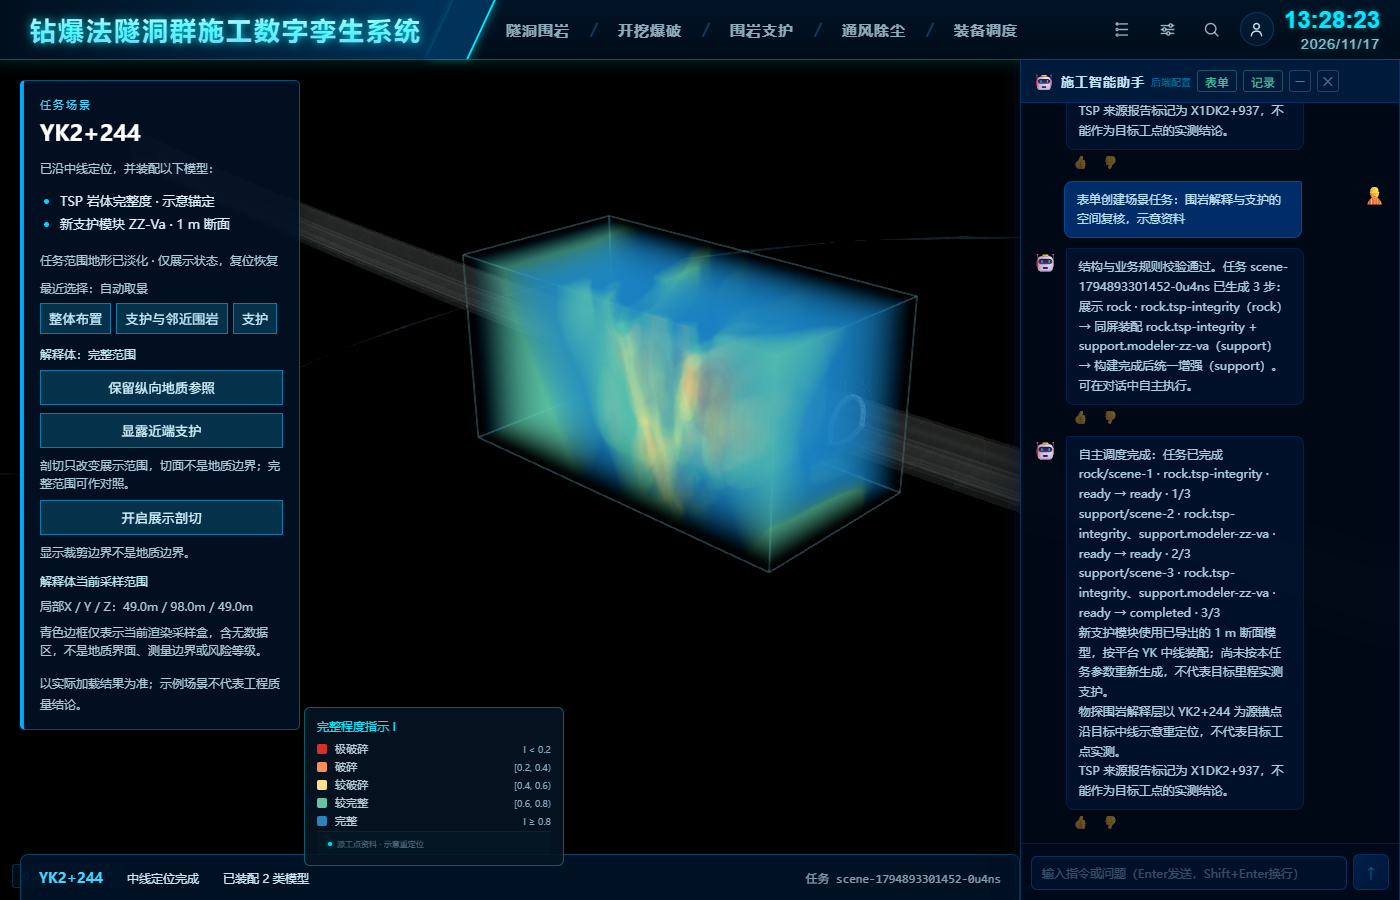 钻爆法隧洞群施工数字孪生系统
隧洞围岩 / 开挖爆破 / 围岩支护 / 通风除尘 / 装备调度
13:28:23
2026/11/17
任务场景
YK2+244
已沿中线定位，并装配以下模型：
TSP 岩体完整度 · 示意锚定
新支护模块 ZZ-Va · 1 m 断面
任务范围地形已淡化 · 仅展示状态，复位恢复
最近选择：自动取景
整体布置 支护与邻近围岩 支护
解释体：完整范围
保留纵向地质参照
显露近端支护
剖切只改变展示范围，切面不是地质边界；完
整范围可作对照。
开启展示剖切
显示裁剪边界不是地质边界。
解释体当前采样范围
局部X / Y / Z：49.0m / 98.0m / 49.0m
青色边框仅表示当前渲染采样盒，含无数据
区，不是地质界面、测量边界或风险等级。
以实际加载结果为准；示例场景不代表工程质
量结论。
完整程度指示 I
极破碎 I < 0.2
破碎 [0.2, 0.4)
较破碎 [0.4, 0.6)
较完整 [0.6, 0.8)
完整 I ≥ 0.8
源工点资料 · 示意重定位
YK2+244 中线定位完成 已装配 2 类模型
任务 scene-1794893301452-0u4ns
施工智能助手 后端配置 表单 记录
TSP 来源报告标记为 X1DK2+937，不
能作为目标工点的实测结论。
表单创建场景任务：围岩解释与支护的
空间复核，示意资料
结构与业务规则校验通过。任务 scene-
1794893301452-0u4ns 已生成 3 步：
展示 rock · rock.tsp-integrity（rock）
→ 同屏装配 rock.tsp-integrity +
support.modeler-zz-va（support）
→ 构建完成后统一增强（support）。
可在对话中自主执行。
自主调度完成：任务已完成
rock/scene-1 · rock.tsp-integrity ·
ready → ready · 1/3
support/scene-2 · rock.tsp-
integrity、support.modeler-zz-va ·
ready → ready · 2/3
support/scene-3 · rock.tsp-
integrity、support.modeler-zz-va ·
ready → completed · 3/3
新支护模块使用已导出的 1 m 断面模
型，按平台 YK 中线装配；尚未按本任
务参数重新生成，不代表目标里程实测
支护。
物探围岩解释层以 YK2+244 为源锚点
沿目标中线示意重定位，不代表目标工
点实测。
TSP 来源报告标记为 X1DK2+937，不
能作为目标工点的实测结论。
输入指令或问题（Enter发送，Shift+Enter换行）